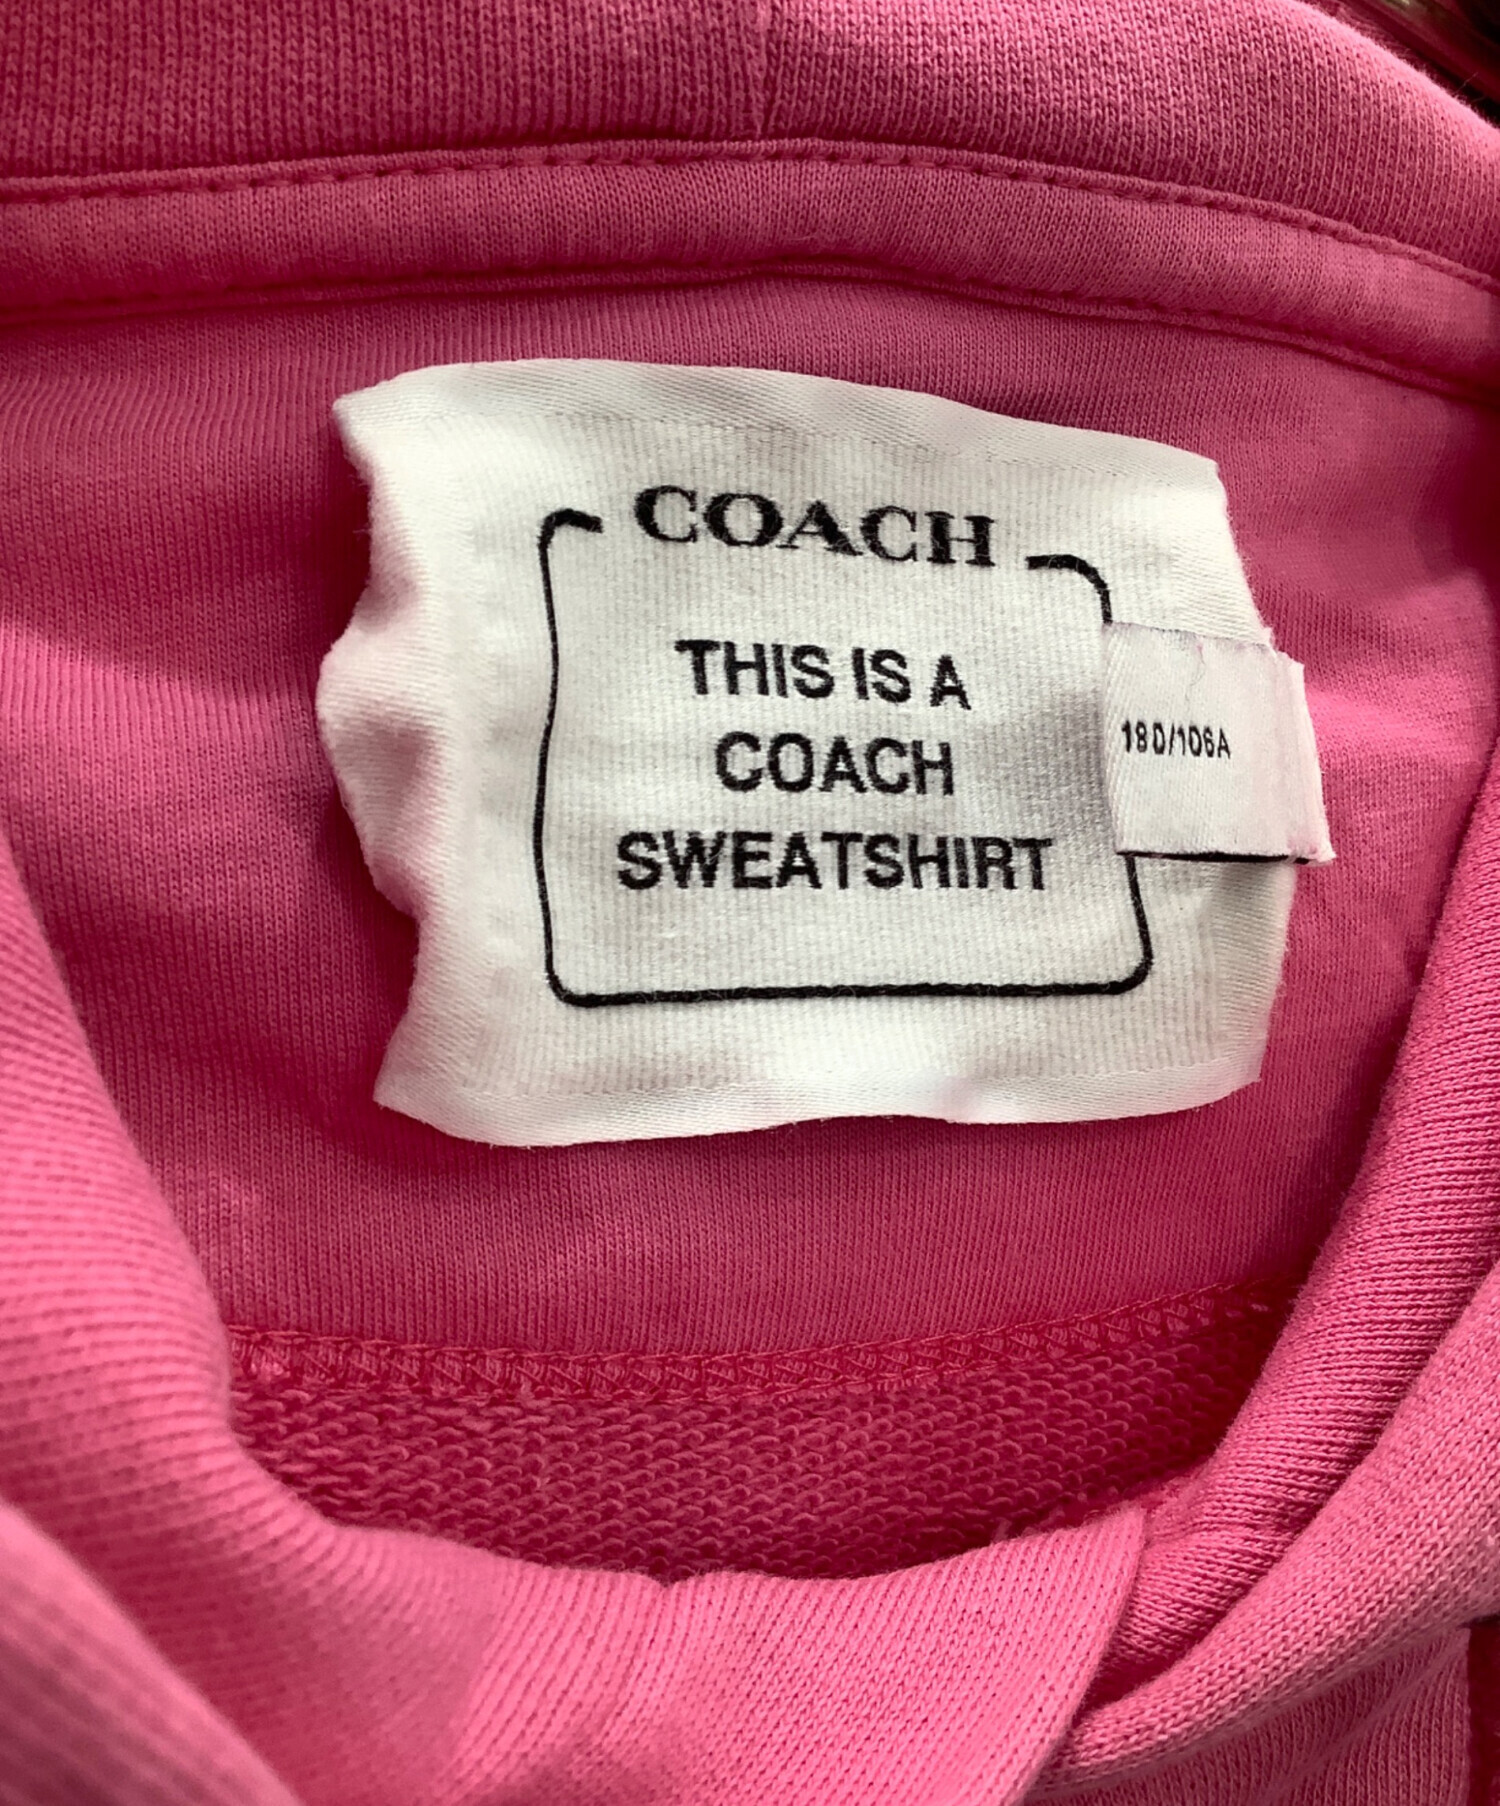 COACH
THIS IS A
COACH
SWEATSHIRT
180/106A